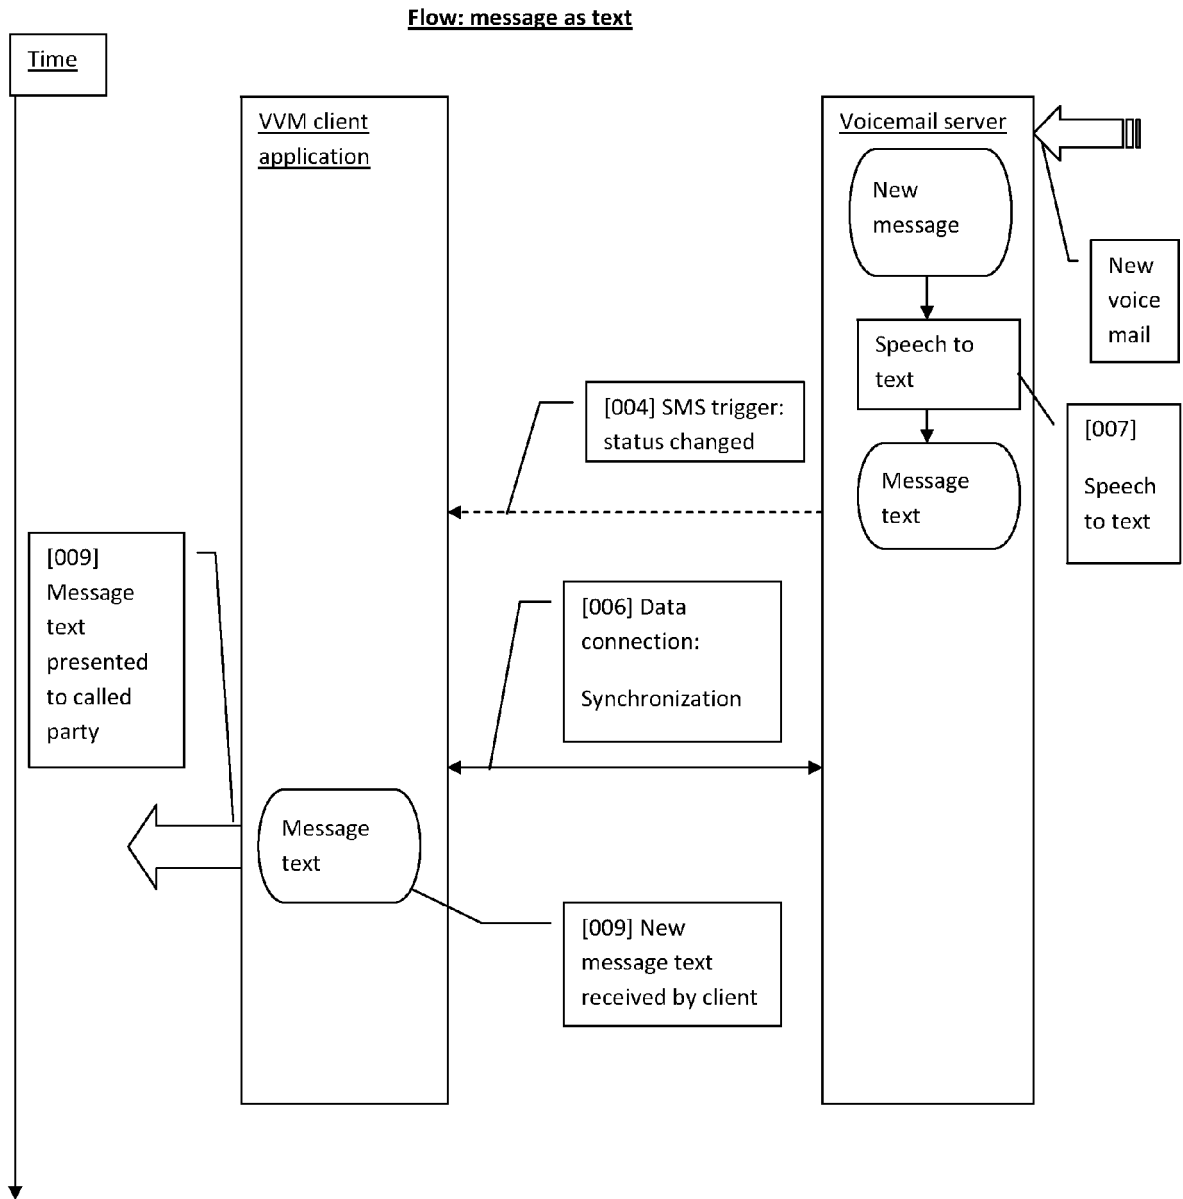 Flow: message as text
Time
VVM client
application
Voicemail server
New
message
New
voice
mail
Speech to
text
[004] SMS trigger:
status changed
[007]
Speech
to text
Message
text
[009]
Message
text
presented
to called
party
[006] Data
connection:
Synchronization
Message
text
[009] New
message text
received by client